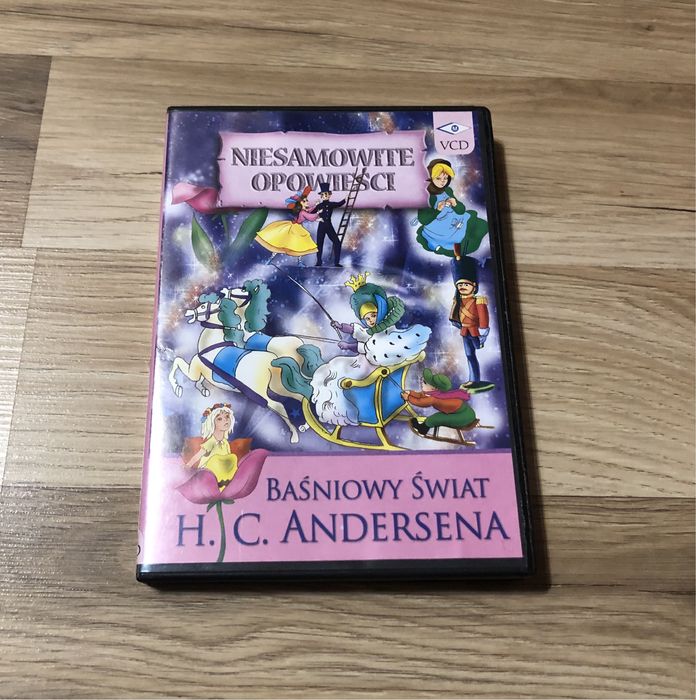 NIESAMOWITE
OPOWIEŚCI
M
VCD
BAŚNIOWY ŚWIAT
H. C. ANDERSENA